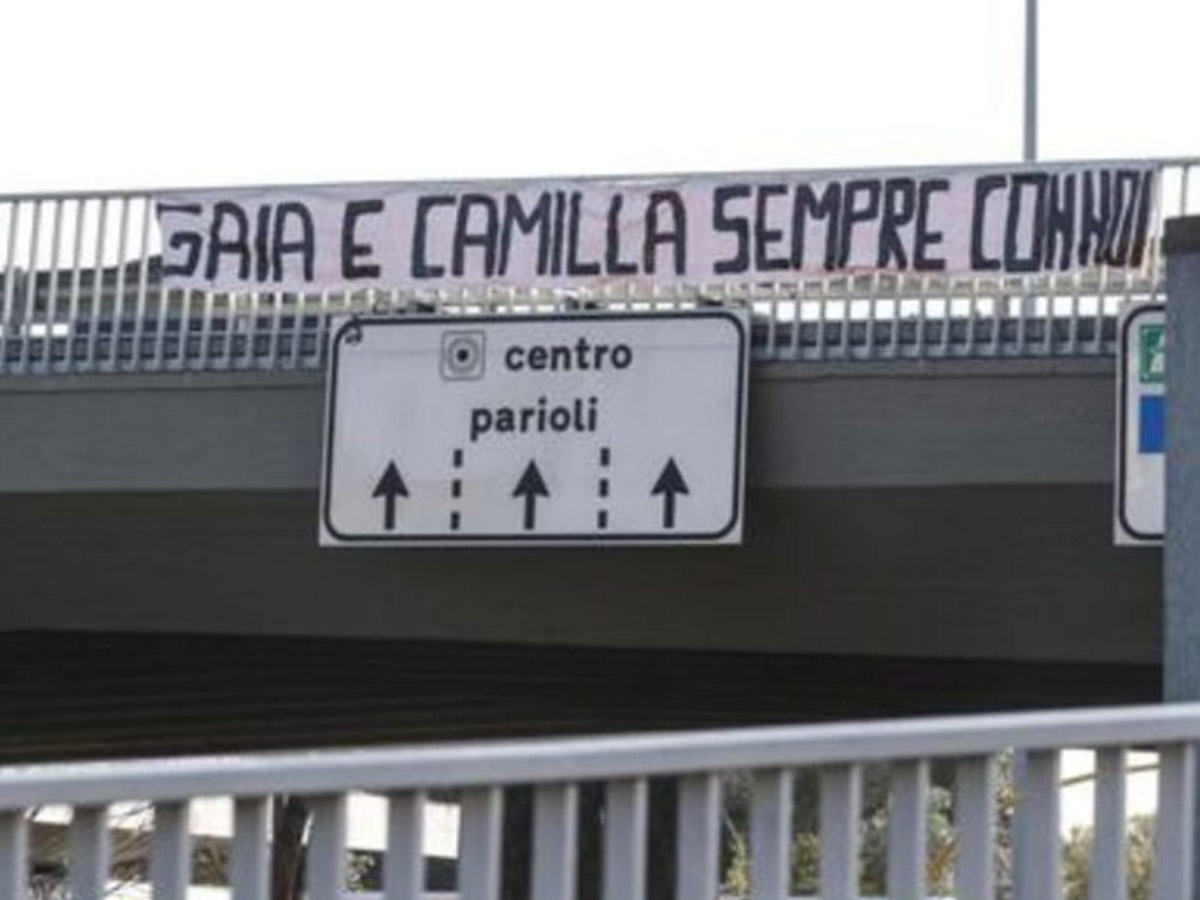 GAIA E CAMILLA SEMPRE CON NOI
centro
parioli